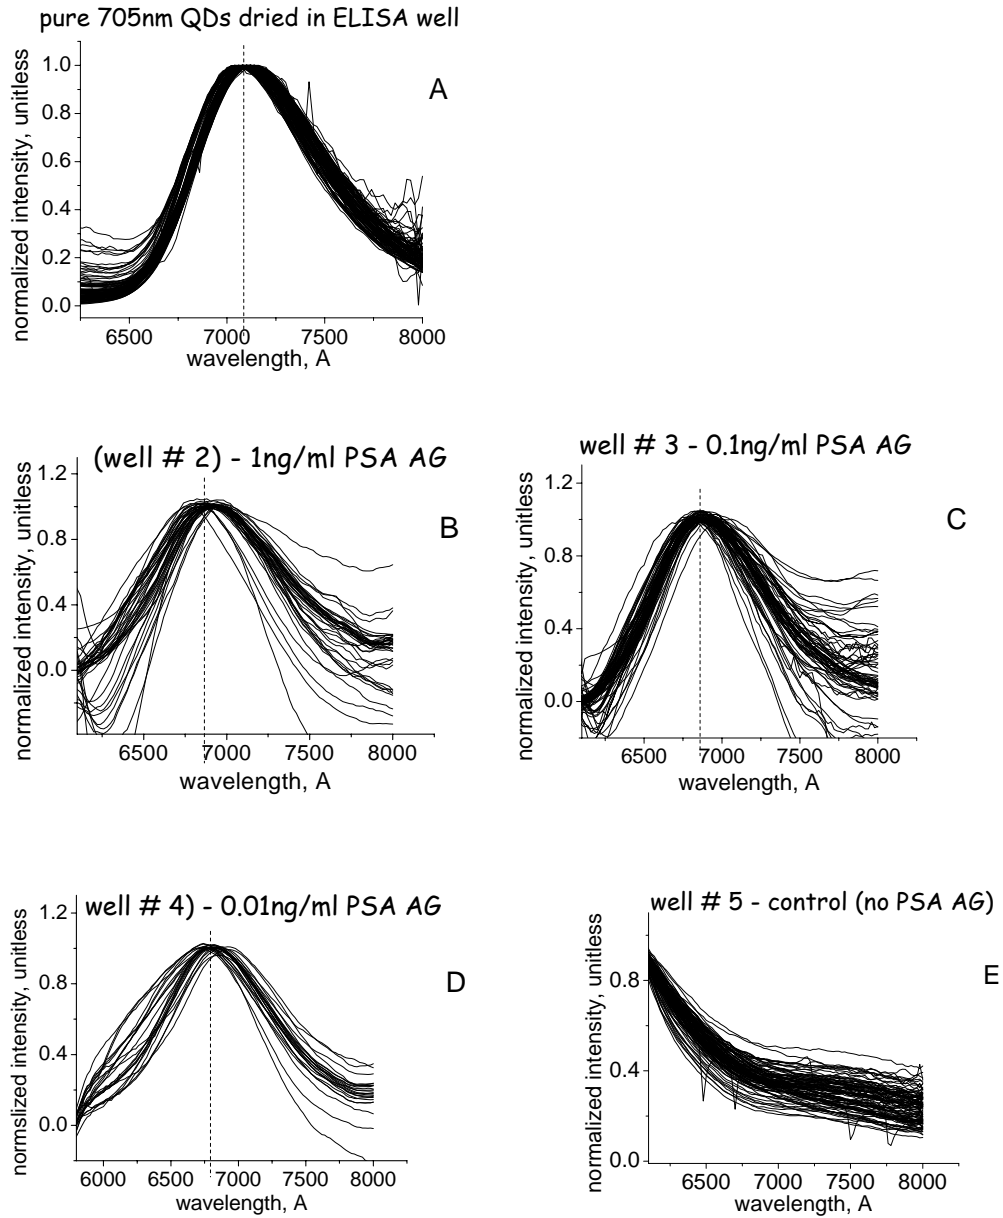 pure 705nm QDs dried in ELISA well
A
normalized intensity, unitless
1.0
0.8
0.6
0.4
0.2
0.0
6500 7000 7500 8000
wavelength, A
(well # 2) - 1ng/ml PSA AG
B
normalized intensity, unitless
1.2
0.8
0.4
0.0
6500 7000 7500 8000
wavelength, A
well # 3 - 0.1ng/ml PSA AG
C
normalized intensity, unitless
1.2
0.8
0.4
0.0
6500 7000 7500 8000
wavelength, A
well # 4) - 0.01ng/ml PSA AG
D
normslized intensity, unitless
1.2
0.8
0.4
0.0
6000 6500 7000 7500 8000
wavelength, A
well # 5 - control (no PSA AG)
E
normalized intensity, unitless
0.8
0.4
0.0
6500 7000 7500 8000
wavelength, A